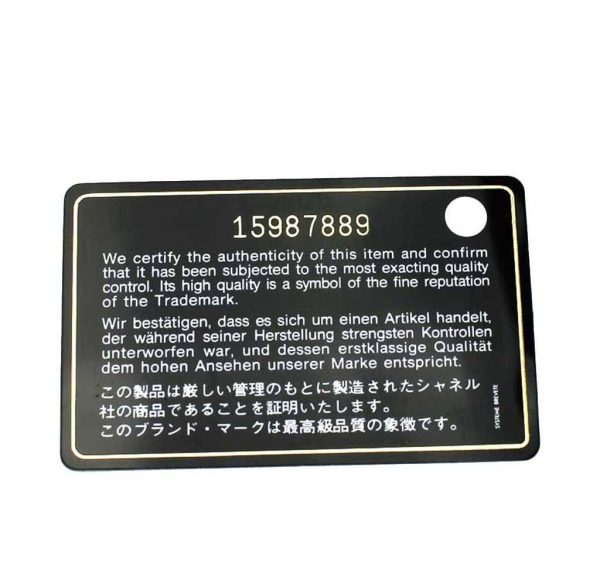 15987889
We certify the authenticity of this item and confirm
that it has been subjected to the most exacting quality
control. Its high quality is a symbol of the fine reputation
of the Trademark.
Wir bestätigen, dass es sich um einen Artikel handelt,
der während seiner Herstellung strengsten Kontrollen
unterworfen war, und dessen erstklassige Qualität
dem hohen Ansehen unserer Marke entspricht.
この製品は厳しい管理のもとに製造されたシャネル
社の商品であることを証明いたします。
このブランド・マークは最高級品質の象徴です。
SYSTEME BREVETE